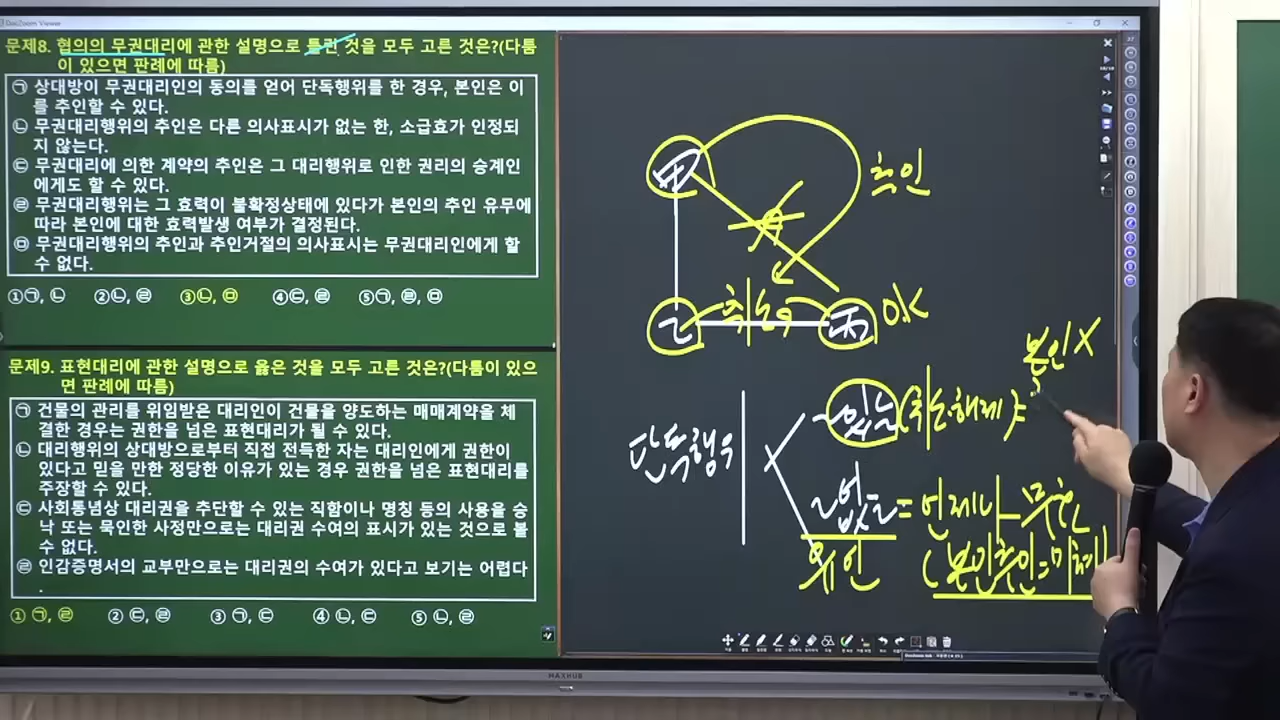 DocZoom Viewer
문제8. 협의의 무권대리에 관한 설명으로 틀린 것을 모두 고른 것은?(다툼
이 있으면 판례에 따름)
㉠ 상대방이 무권대리인의 동의를 얻어 단독행위를 한 경우, 본인은 이
를 추인할 수 있다.
㉡ 무권대리행위의 추인은 다른 의사표시가 없는 한, 소급효가 인정되
지 않는다.
㉢ 무권대리에 의한 계약의 추인은 그 대리행위로 인한 권리의 승계인
에게도 할 수 있다.
㉣ 무권대리행위는 그 효력이 불확정상태에 있다가 본인의 추인 유무에
따라 본인에 대한 효력발생 여부가 결정된다.
㉤ 무권대리행위의 추인과 추인거절의 의사표시는 무권대리인에게 할
수 없다.
①㉠, ㉡ ②㉡, ㉣ ③㉡, ㉤ ④㉢, ㉣ ⑤㉠, ㉣, ㉤
문제9. 표현대리에 관한 설명으로 옳은 것을 모두 고른 것은?(다툼이 있으
면 판례에 따름)
㉠ 건물의 관리를 위임받은 대리인이 건물을 양도하는 매매계약을 체
결한 경우는 권한을 넘은 표현대리가 될 수 있다.
㉡ 대리행위의 상대방으로부터 직접 전득한 자는 대리인에게 권한이
있다고 믿을 만한 정당한 이유가 있는 경우 권한을 넘은 표현대리를
주장할 수 있다.
㉢ 사회통념상 대리권을 추단할 수 있는 직함이나 명칭 등의 사용을 승
낙 또는 묵인한 사정만으로는 대리권 수여의 표시가 있는 것으로 볼
수 없다.
㉣ 인감증명서의 교부만으로는 대리권의 수여가 있다고 보기는 어렵다
.
① ㉠, ㉣ ② ㉢, ㉣ ③ ㉠, ㉢ ④ ㉡, ㉢ ⑤ ㉡, ㉣
甲
추인
乙
丙
OK
본인 X
단독행위
있는 (취소.해제)=
없는= 언제나 무효
(본인추인=
MAXHUB